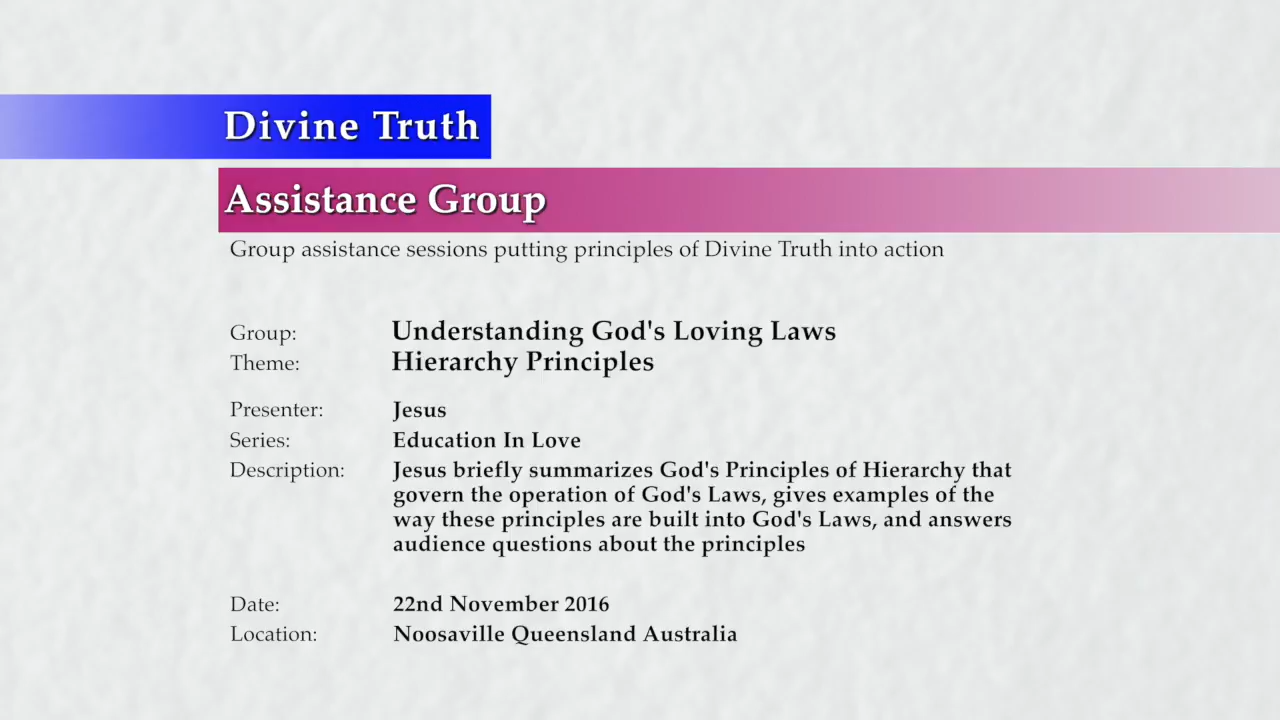 Divine Truth
Assistance Group
Group assistance sessions putting principles of Divine Truth into action
Group: Understanding God's Loving Laws
Theme: Hierarchy Principles
Presenter: Jesus
Series: Education In Love
Description: Jesus briefly summarizes God's Principles of Hierarchy that
govern the operation of God's Laws, gives examples of the
way these principles are built into God's Laws, and answers
audience questions about the principles
Date: 22nd November 2016
Location: Noosaville Queensland Australia